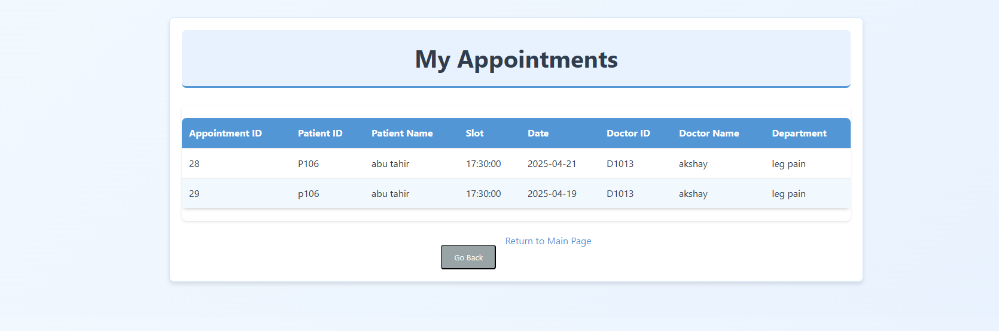 My Appointments
Appointment ID Patient ID Patient Name Slot Date Doctor ID Doctor Name Department
28 P106 abu tahir 17:30:00 2025-04-21 D1013 akshay leg pain
29 p106 abu tahir 17:30:00 2025-04-19 D1013 akshay leg pain
Return to Main Page
Go Back